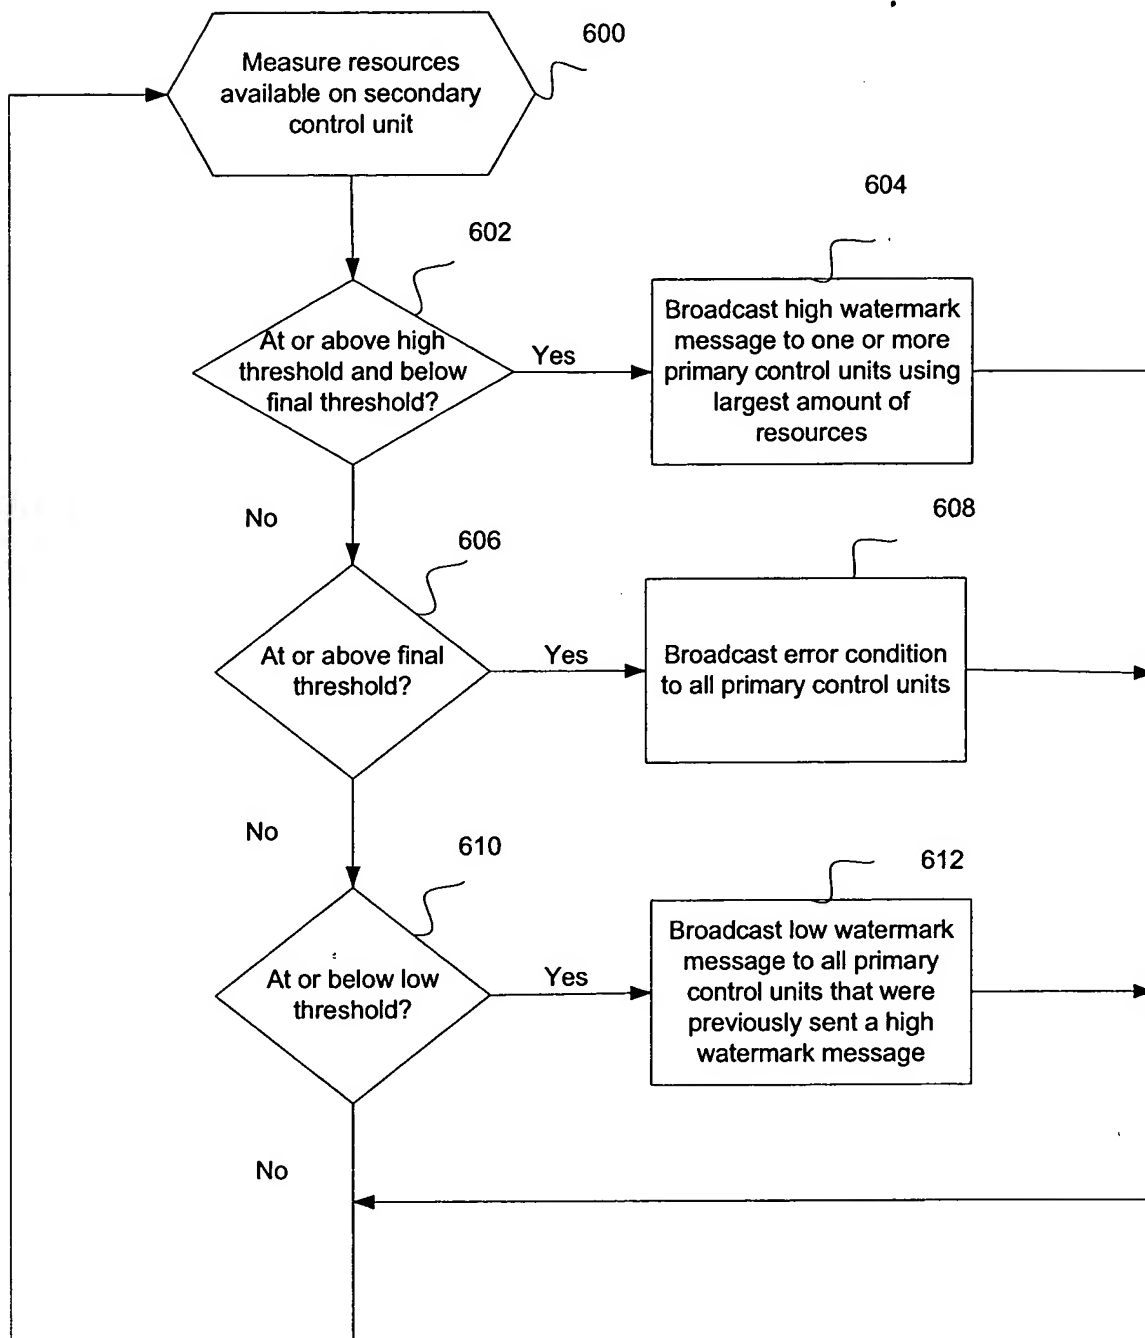 600
Measure resources
available on secondary
control unit
604
602
At or above high
threshold and below
final threshold?
Yes
Broadcast high watermark
message to one or more
primary control units using
largest amount of
resources
No
608
606
At or above final
threshold?
Yes
Broadcast error condition
to all primary control units
No
610
612
At or below low
threshold?
Yes
Broadcast low watermark
message to all primary
control units that were
previously sent a high
watermark message
No